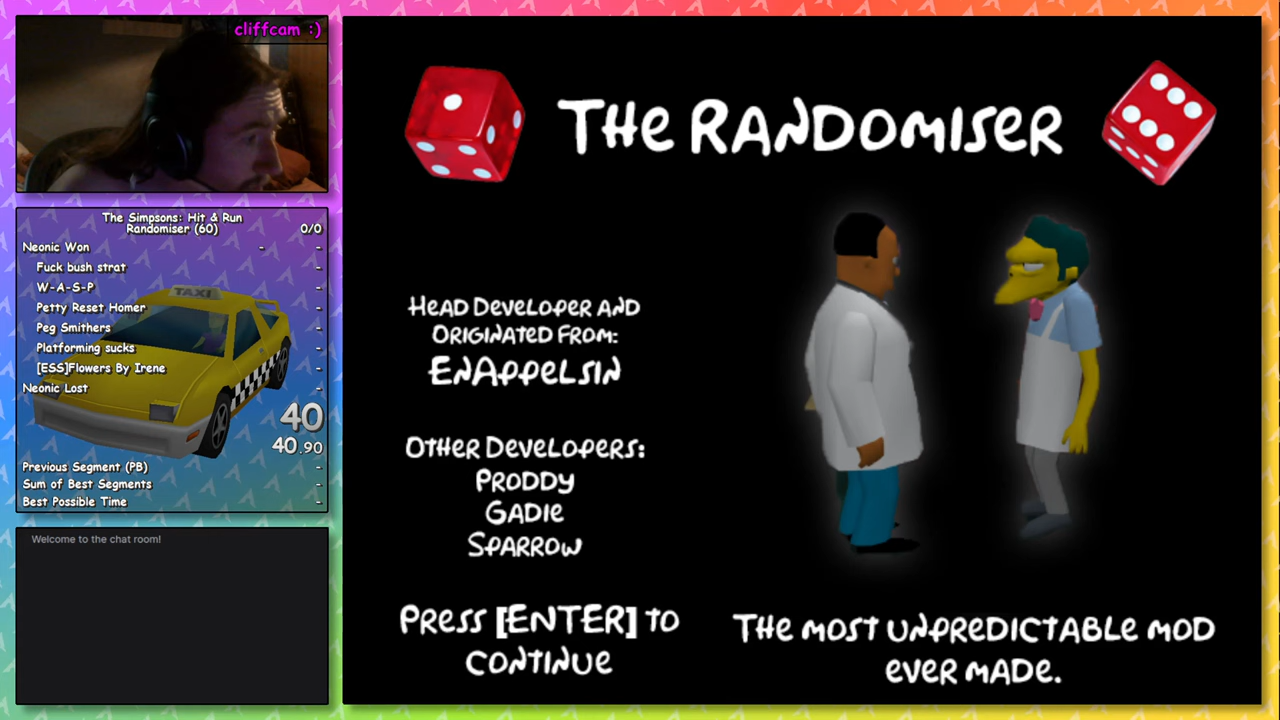 cliffcam :)
The Simpsons: Hit & Run
Randomiser (60) 0/0
Neonic Won - -
Fuck bush strat -
W-A-S-P -
Petty Reset Homer -
Peg Smithers -
Platforming sucks -
[ESS]Flowers By Irene -
Neonic Lost -
40
40.90
Previous Segment (PB) -
Sum of Best Segments -
Best Possible Time -
Welcome to the chat room!
TAXI
THE RANDOMISER
HEAD DEVELOPER AND
ORIGINATED FROM:
ENAPPELSIN
OTHER DEVELOPERS:
PRODDY
GADIE
SPARROW
PRESS [ENTER] TO
CONTINUE
THE MOST UNPREDICTABLE MOD
EVER MADE.